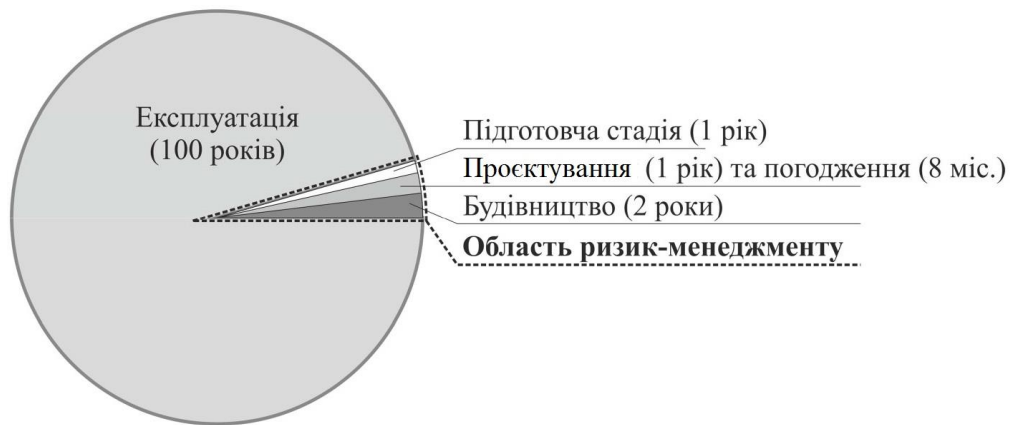 Експлуатація
(100 років)
Підготовча стадія (1 рік)
Проєктування (1 рік) та погодження (8 міс.)
Будівництво (2 роки)
Область ризик-менеджменту